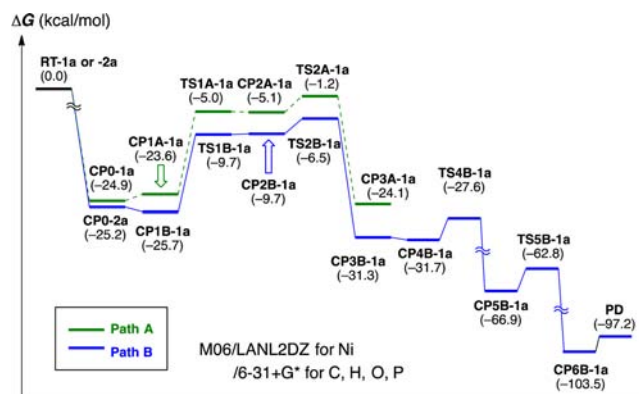 ΔG (kcal/mol)
RT-1a or -2a
(0.0)
CP0-1a
(−24.9)
CP0-2a
(−25.2)
CP1A-1a
(−23.6)
CP1B-1a
(−25.7)
TS1A-1a
(−5.0)
TS1B-1a
(−9.7)
CP2A-1a
(−5.1)
CP2B-1a
(−9.7)
TS2A-1a
(−1.2)
TS2B-1a
(−6.5)
CP3A-1a
(−24.1)
CP3B-1a
(−31.3)
CP4B-1a
(−31.7)
TS4B-1a
(−27.6)
CP5B-1a
(−66.9)
TS5B-1a
(−62.8)
CP6B-1a
(−103.5)
PD
(−97.2)
Path A
Path B
M06/LANL2DZ for Ni
/6-31+G* for C, H, O, P